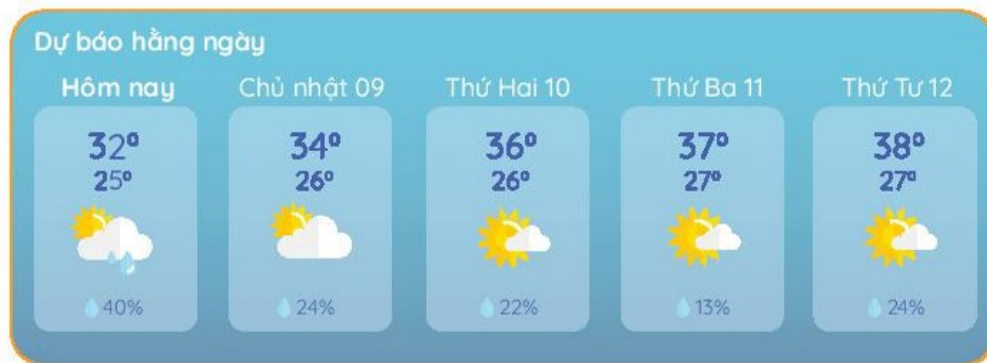 Dự báo hằng ngày
Hôm nay Chủ nhật 09 Thứ Hai 10 Thứ Ba 11 Thứ Tư 12
32° 34° 36° 37° 38°
25° 26° 26° 27° 27°
40% 24% 22% 13% 24%